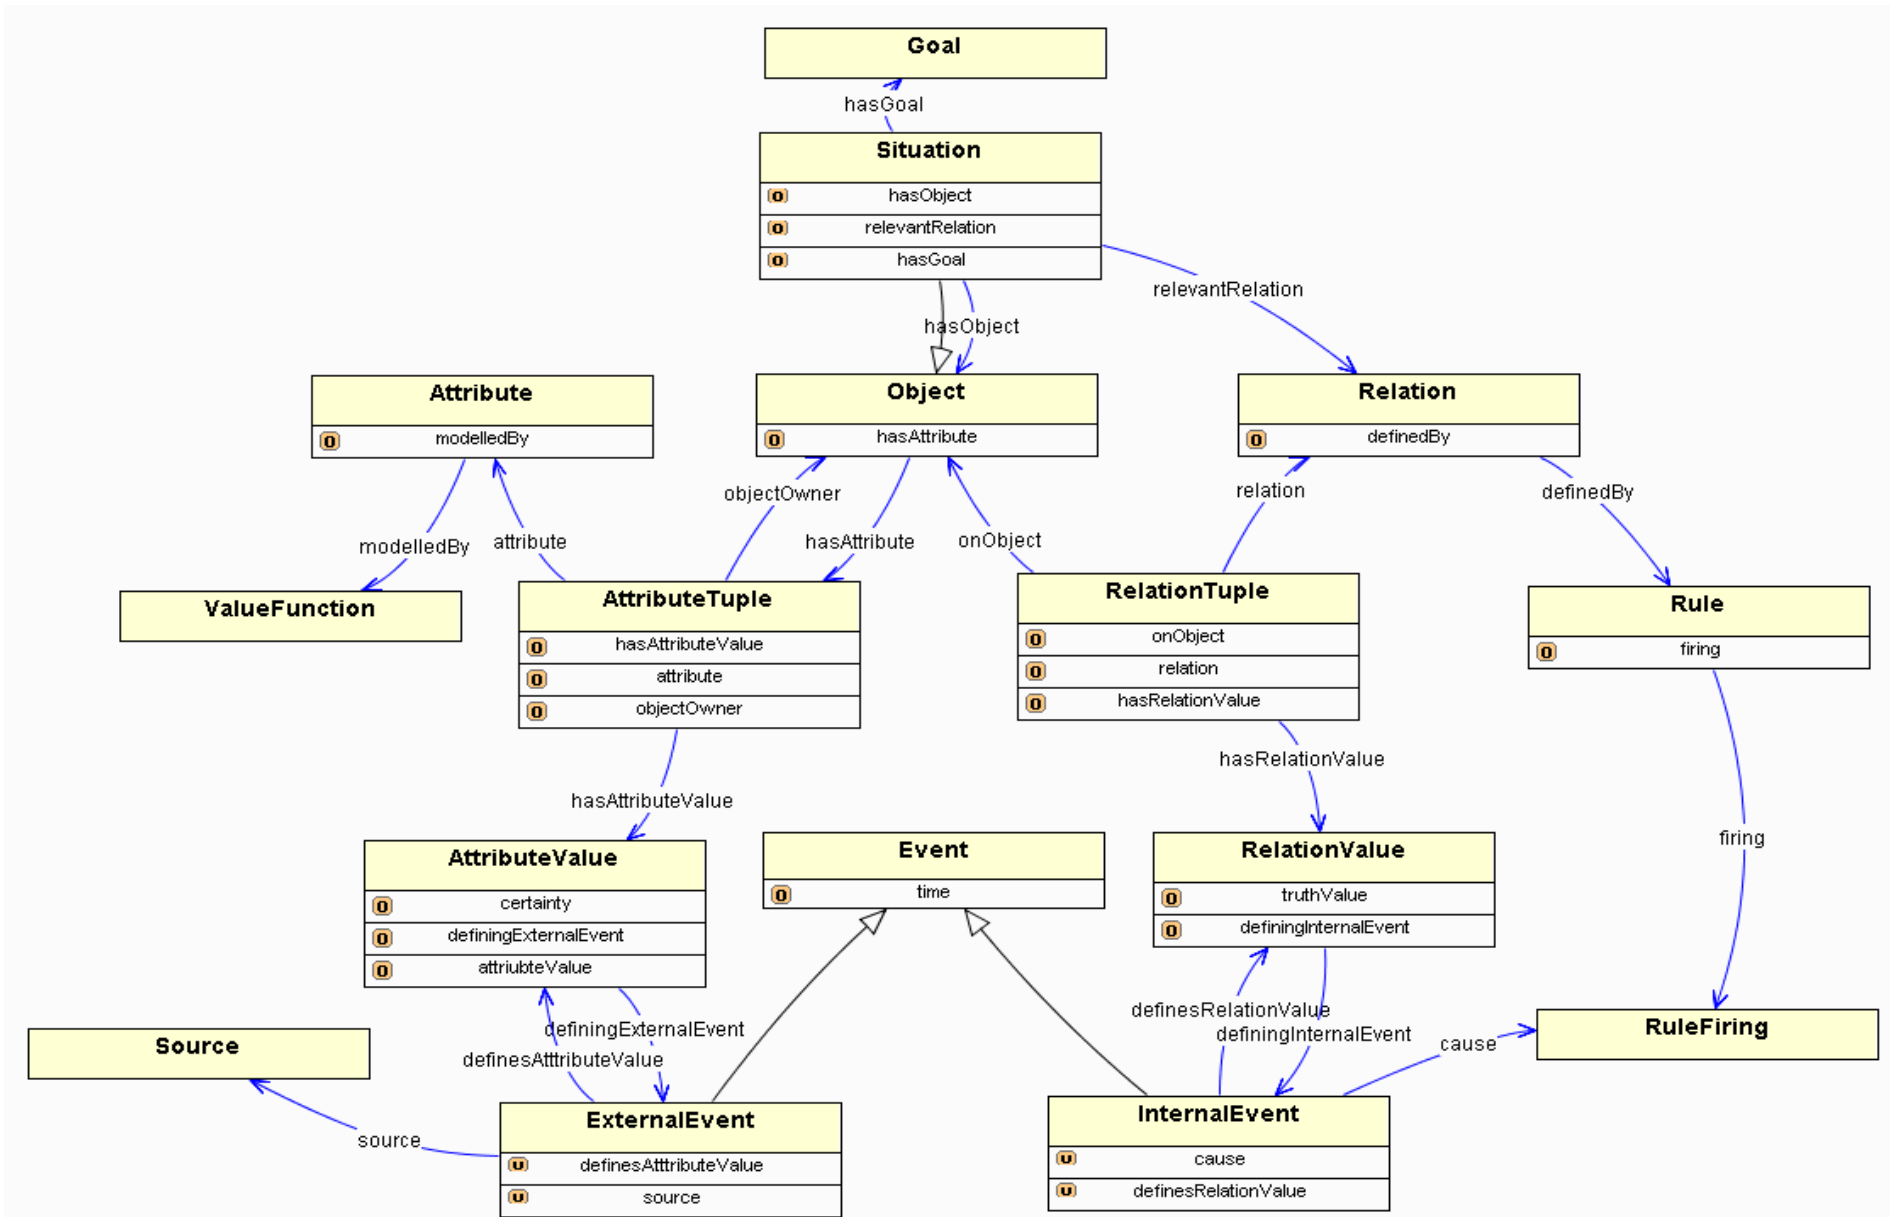 Goal
hasGoal
Situation
O hasObject
O relevantRelation
O hasGoal
relevantRelation
hasObject
Attribute
O modelledBy
Object
O hasAttribute
Relation
O definedBy
objectOwner
relation
definedBy
modelledBy
attribute
hasAttribute
onObject
ValueFunction
AttributeTuple
O hasAttributeValue
O attribute
O objectOwner
RelationTuple
O onObject
O relation
O hasRelationValue
Rule
O firing
hasRelationValue
hasAttributeValue
firing
AttributeValue
O certainty
O definingExternalEvent
O attriubteValue
Event
O time
RelationValue
O truthValue
O definingInternalEvent
definesRelationValue
definingExternalEvent
definingInternalEvent
cause
RuleFiring
Source
definesAtttributeValue
source
ExternalEvent
U definesAtttributeValue
U source
InternalEvent
U cause
U definesRelationValue